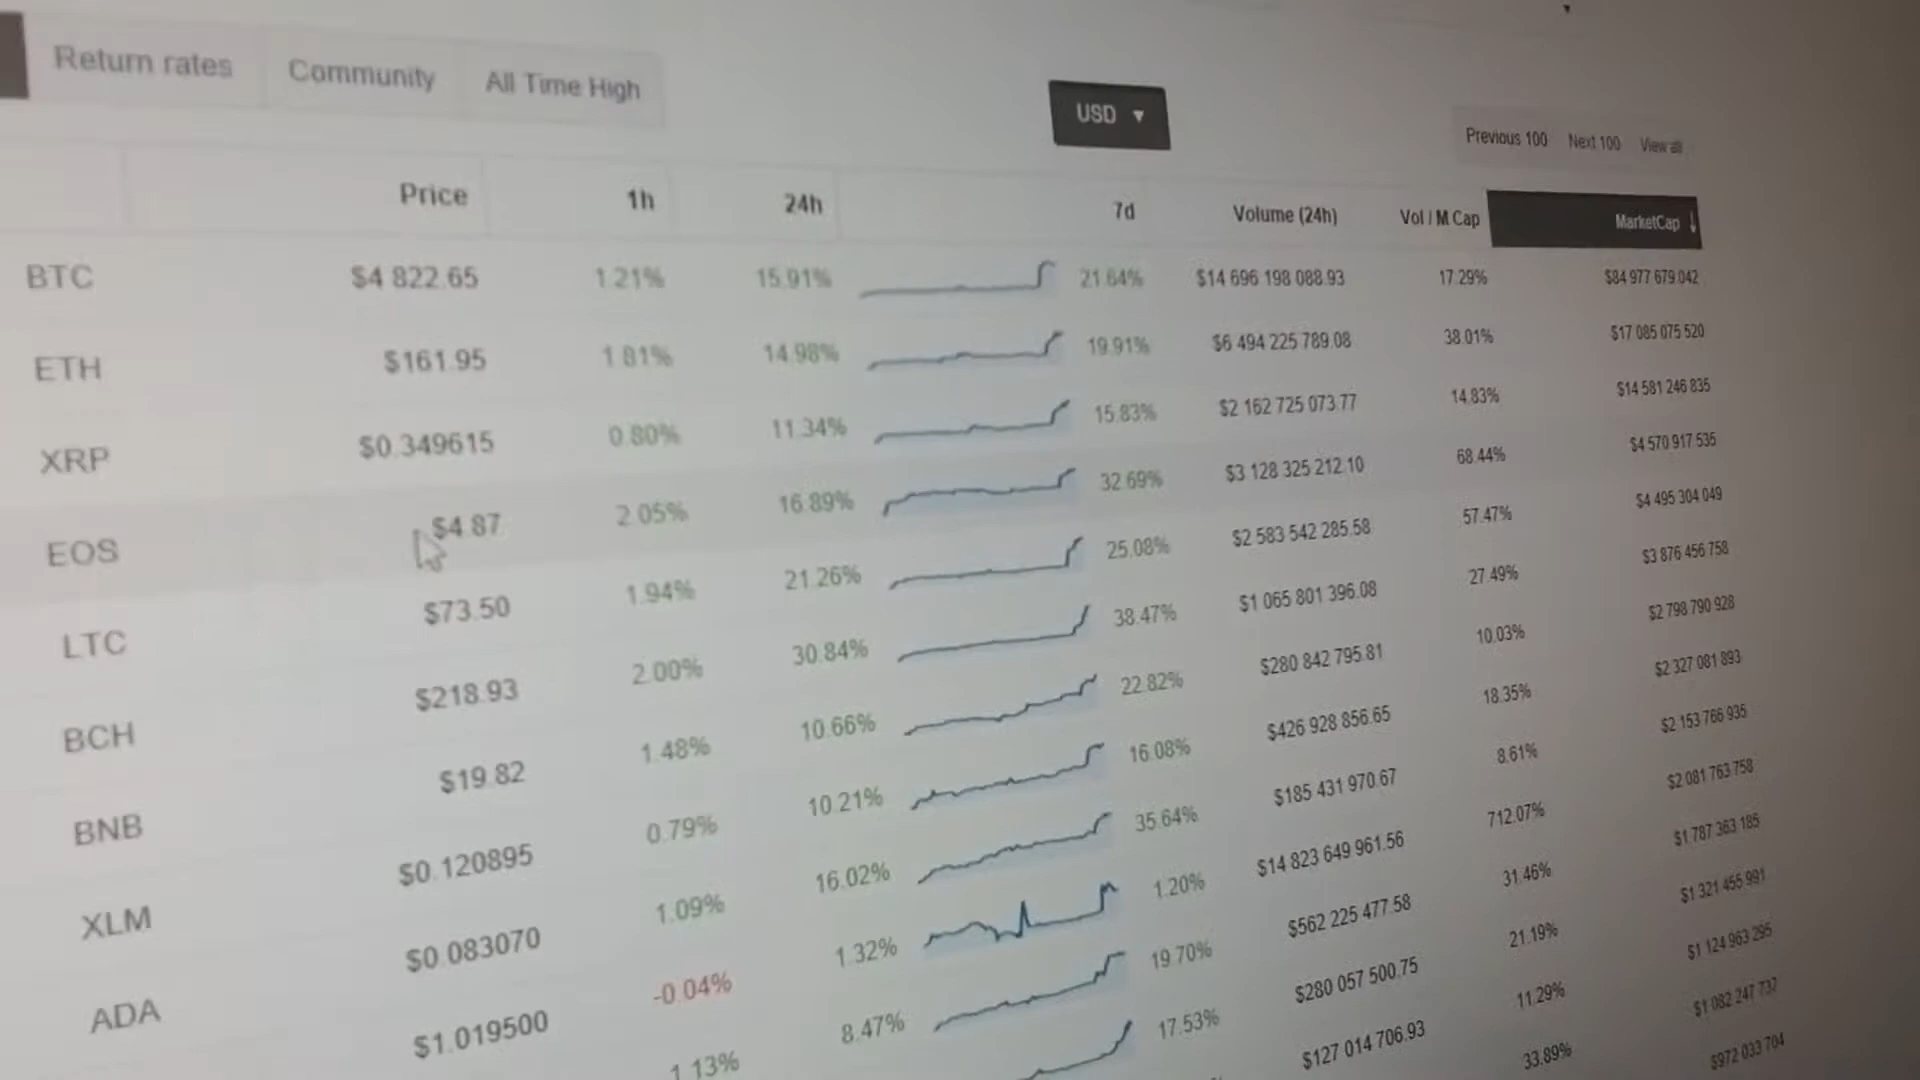 Return rates Community All Time High
USD
Previous 100 Next 100 View all
Price 1h 24h 7d Volume (24h) Vol / M Cap MarketCap ↓
BTC $4 822.65 1.21% 15.91% 21.64% $14 696 198 088.93 17.29% $84 977 679 042
ETH $161.95 1.81% 14.98% 19.91% $6 494 225 789.08 38.01% $17 085 075 520
XRP $0.349615 0.80% 11.34% 15.83% $2 162 725 073.77 14.83% $14 581 246 835
EOS $4.87 2.05% 16.89% 32.69% $3 128 325 212.10 68.44% $4 570 917 535
LTC $73.50 1.94% 21.26% 25.08% $2 583 542 285.58 57.47% $4 495 304 049
BCH $218.93 2.00% 30.84% 38.47% $1 065 801 396.08 27.49% $3 876 456 758
BNB $19.82 1.48% 10.66% 22.82% $280 842 795.81 10.03% $2 798 790 928
XLM $0.120895 0.79% 10.21% 16.08% $426 928 856.65 18.35% $2 327 081 893
ADA $0.083070 1.09% 16.02% 35.64% $185 431 970.67 8.61% $2 153 766 935
$1.019500 -0.04% 1.32% 1.20% $14 823 649 961.56 712.07% $2 081 763 758
1.13% 8.47% 19.70% $562 225 477.58 31.46% $1 787 363 185
17.53% $280 057 500.75 21.19% $1 321 455 991
$127 014 706.93 11.29% $1 124 963 295
33.89% $1 082 247 737
$972 033 704